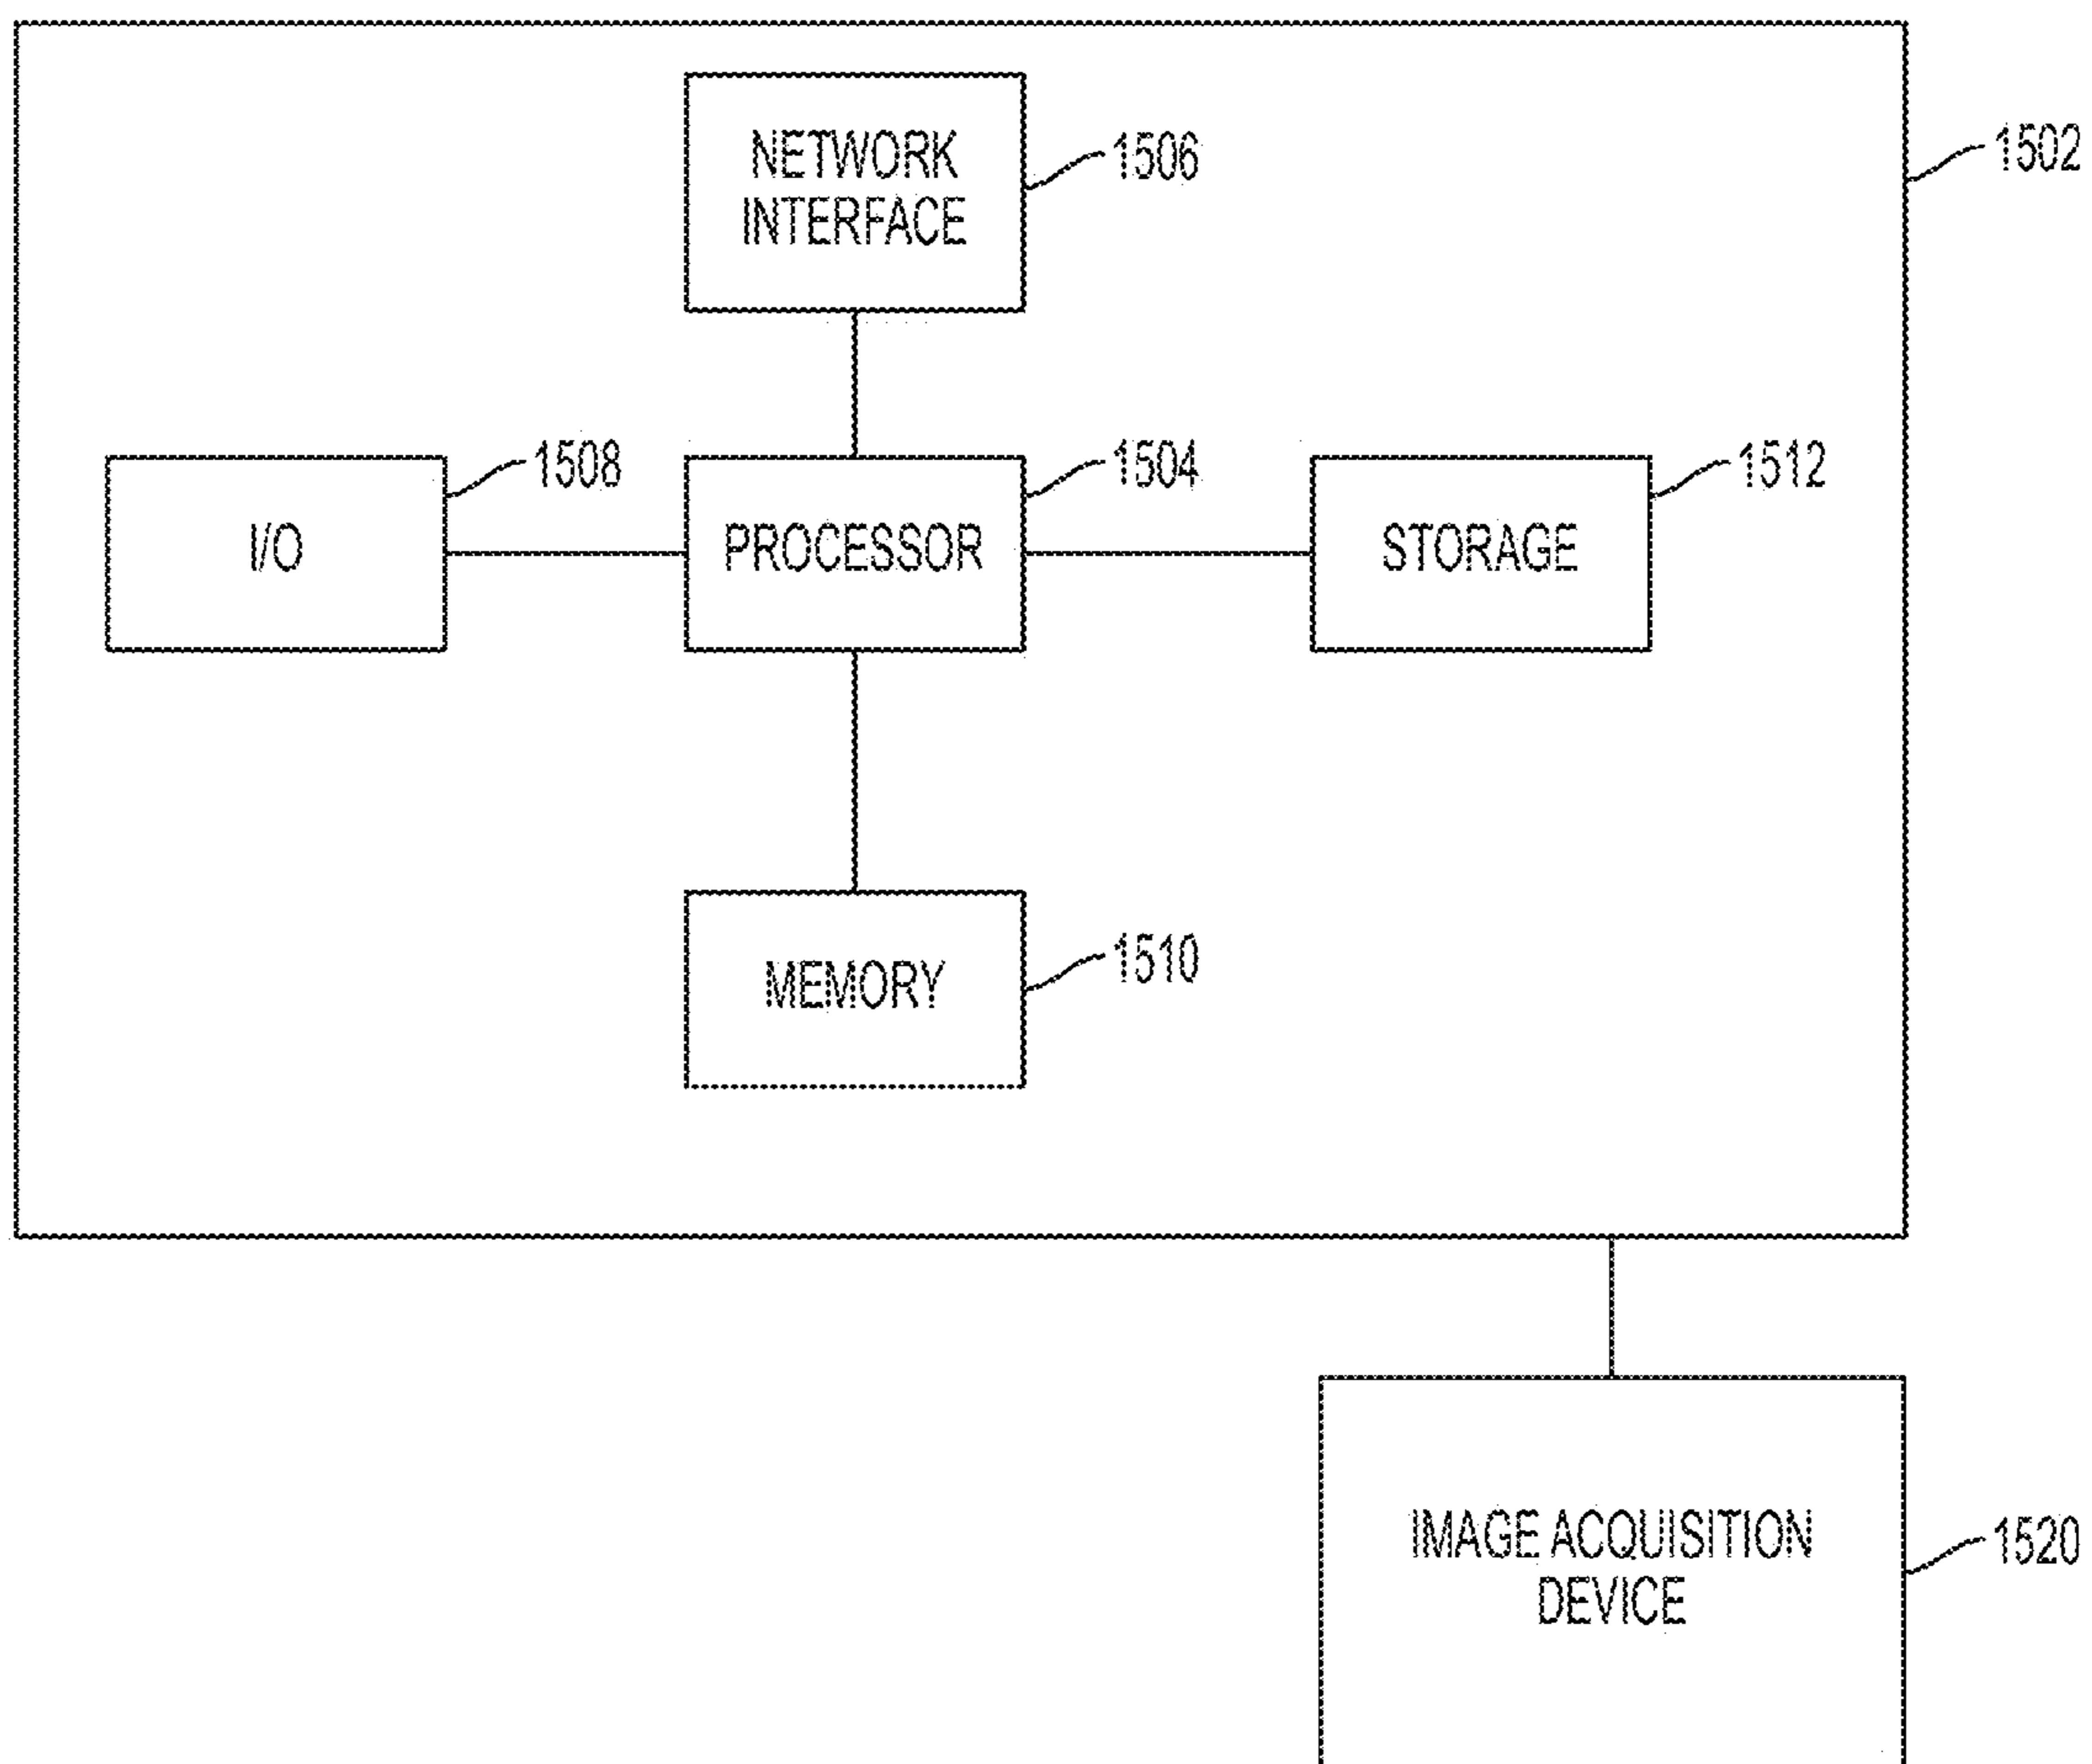 NETWORK
INTERFACE
1506
1502
I/O
1508
PROCESSOR
1504
STORAGE
1512
MEMORY
1510
IMAGE ACQUISITION
DEVICE
1520